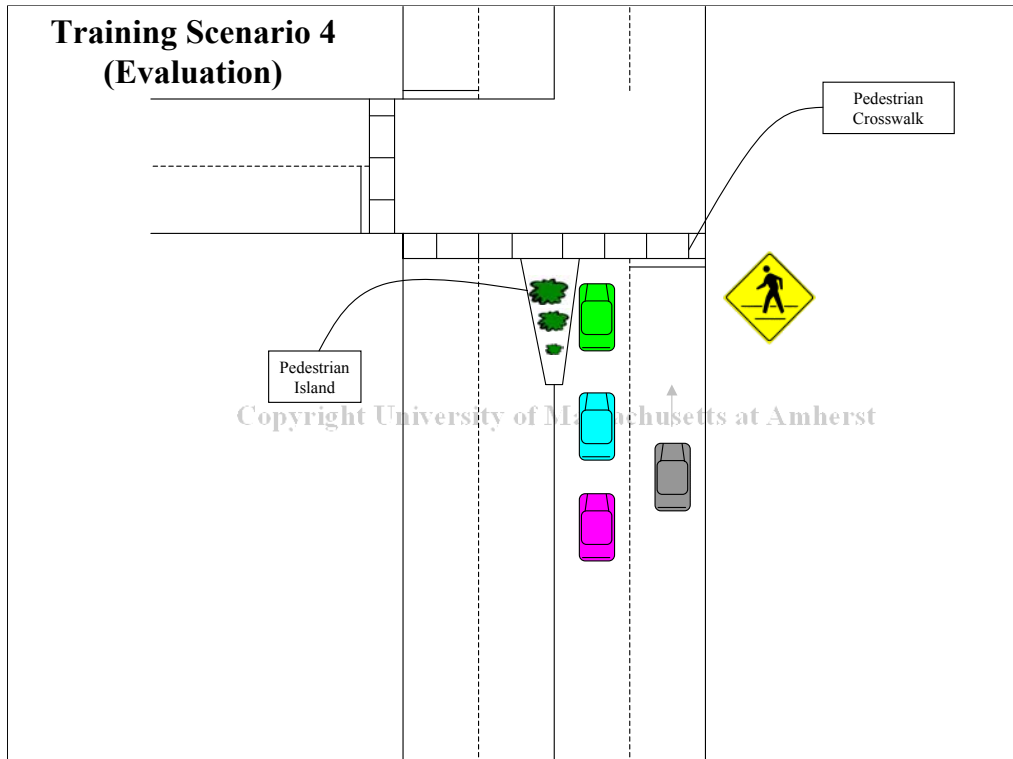 Training Scenario 4
(Evaluation)
Pedestrian
Crosswalk
Pedestrian
Island
Copyright University of Massachusetts at Amherst